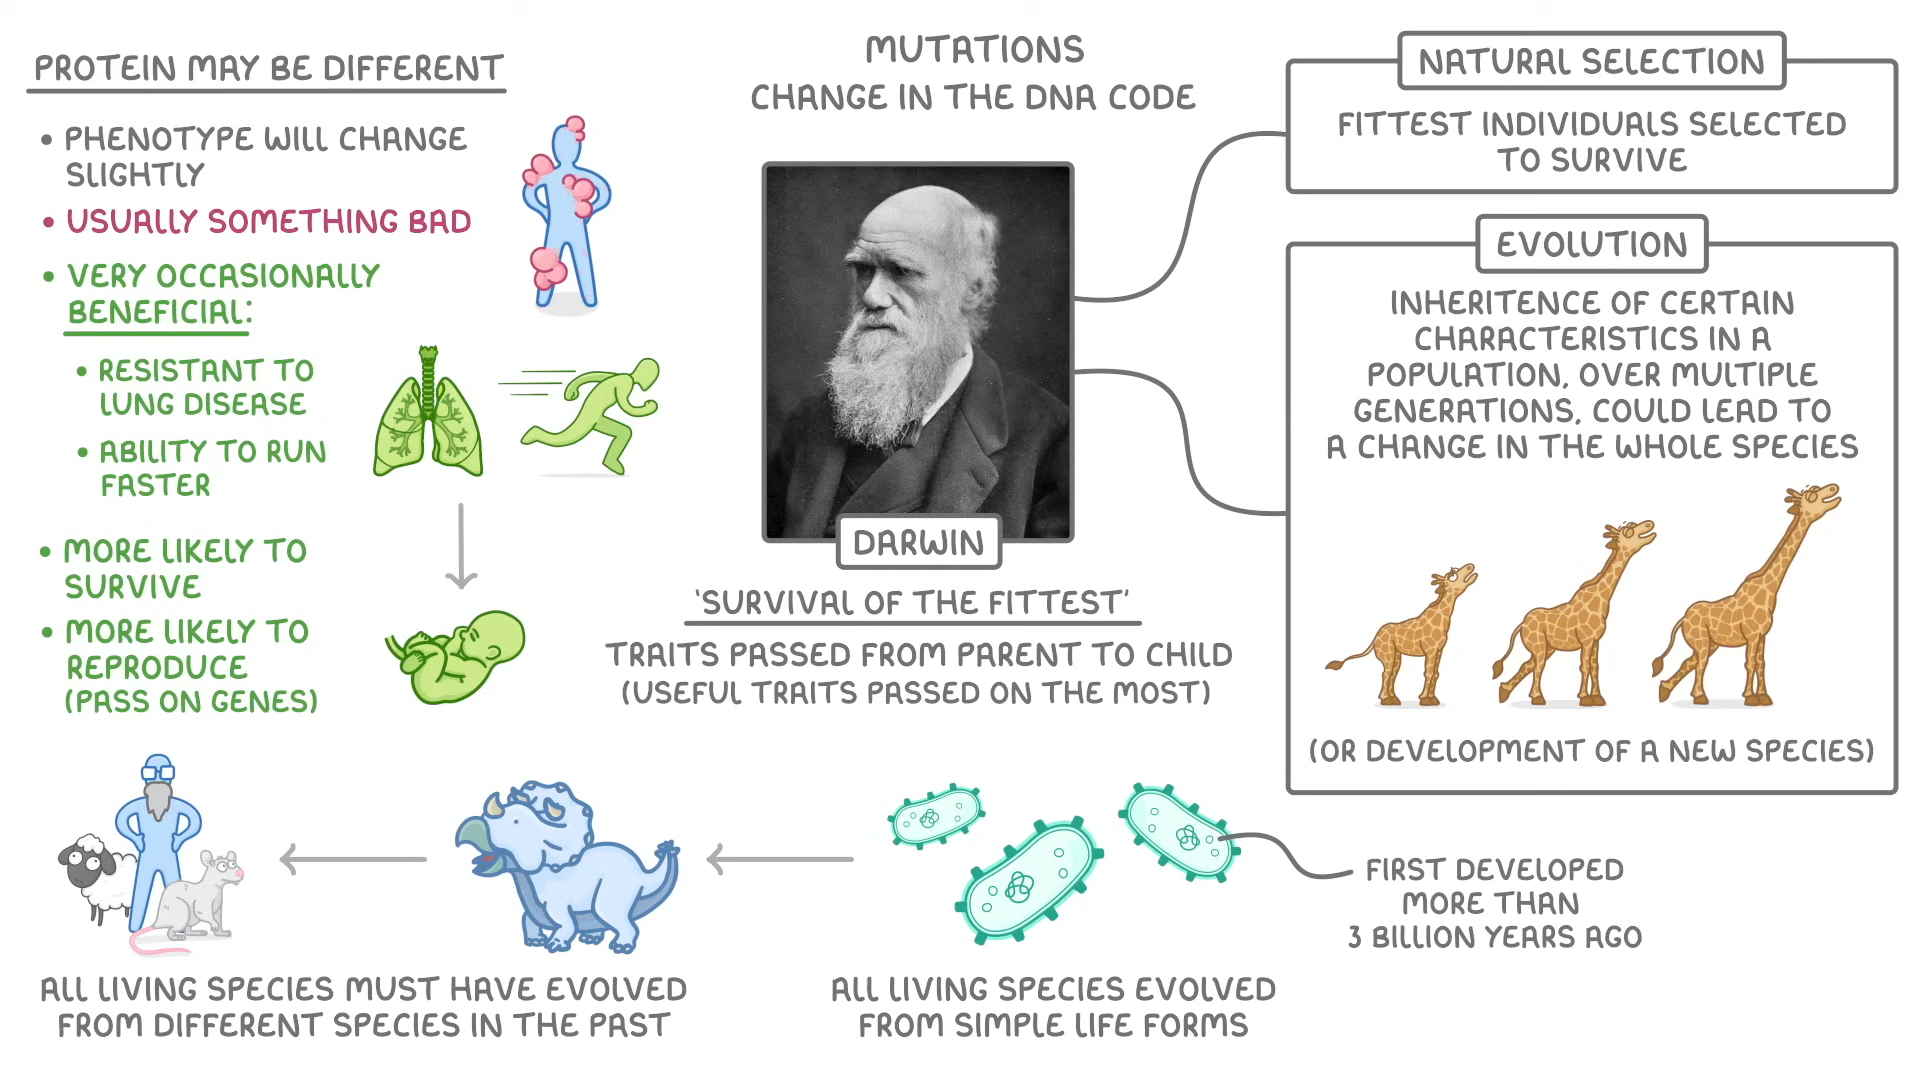 PROTEIN MAY BE DIFFERENT
• PHENOTYPE WILL CHANGE
SLIGHTLY
• USUALLY SOMETHING BAD
• VERY OCCASIONALLY
BENEFICIAL:
• RESISTANT TO
LUNG DISEASE
• ABILITY TO RUN
FASTER
• MORE LIKELY TO
SURVIVE
• MORE LIKELY TO
REPRODUCE
(PASS ON GENES)
MUTATIONS
CHANGE IN THE DNA CODE
DARWIN
'SURVIVAL OF THE FITTEST'
TRAITS PASSED FROM PARENT TO CHILD
(USEFUL TRAITS PASSED ON THE MOST)
NATURAL SELECTION
FITTEST INDIVIDUALS SELECTED
TO SURVIVE
EVOLUTION
INHERITENCE OF CERTAIN
CHARACTERISTICS IN A
POPULATION, OVER MULTIPLE
GENERATIONS, COULD LEAD TO
A CHANGE IN THE WHOLE SPECIES
(OR DEVELOPMENT OF A NEW SPECIES)
ALL LIVING SPECIES MUST HAVE EVOLVED
FROM DIFFERENT SPECIES IN THE PAST
ALL LIVING SPECIES EVOLVED
FROM SIMPLE LIFE FORMS
FIRST DEVELOPED
MORE THAN
3 BILLION YEARS AGO